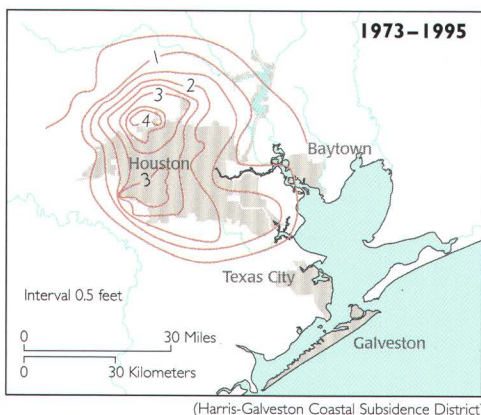 1973–1995
1
2
3
4
Houston
3
Baytown
Texas City
Galveston
Interval 0.5 feet
0 30 Miles
0 30 Kilometers
(Harris-Galveston Coastal Subsidence District)